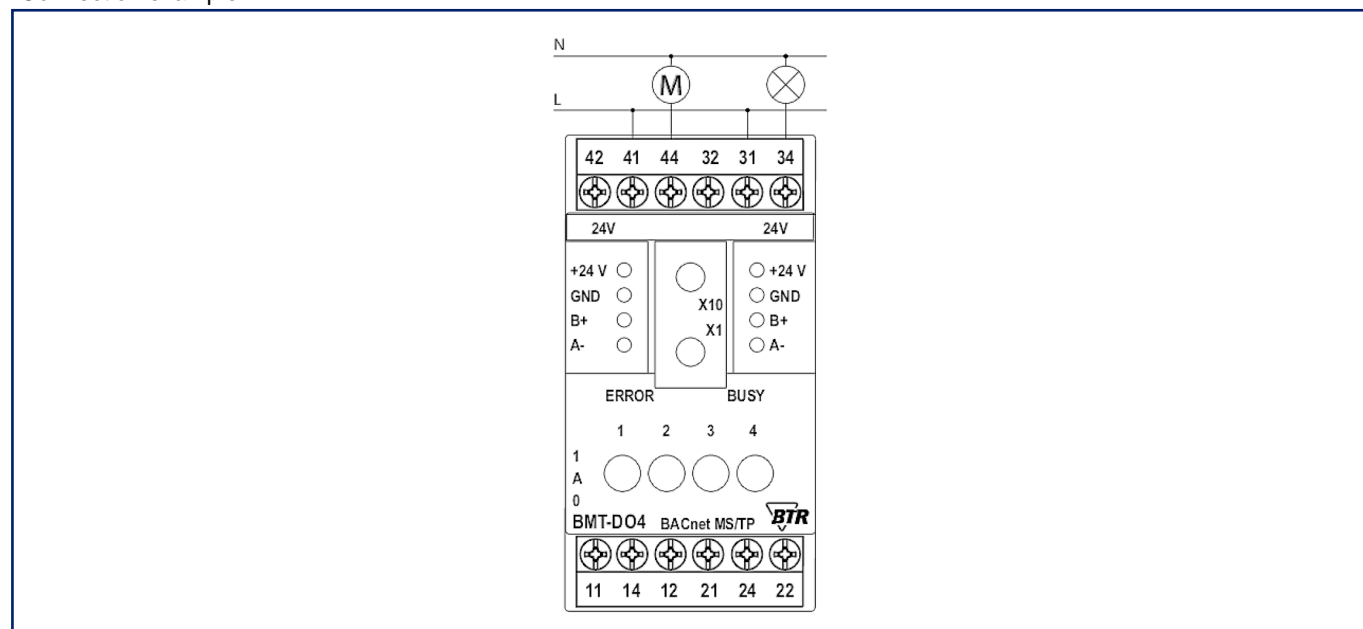 N
M
L
42 41 44 32 31 34
24V 24V
+24 V +24 V
GND GND
X10
B+ B+
X1
A- A-
ERROR BUSY
1 2 3 4
1
A
0
BMT-DO4 BACnet MS/TP BTR
11 14 12 21 24 22